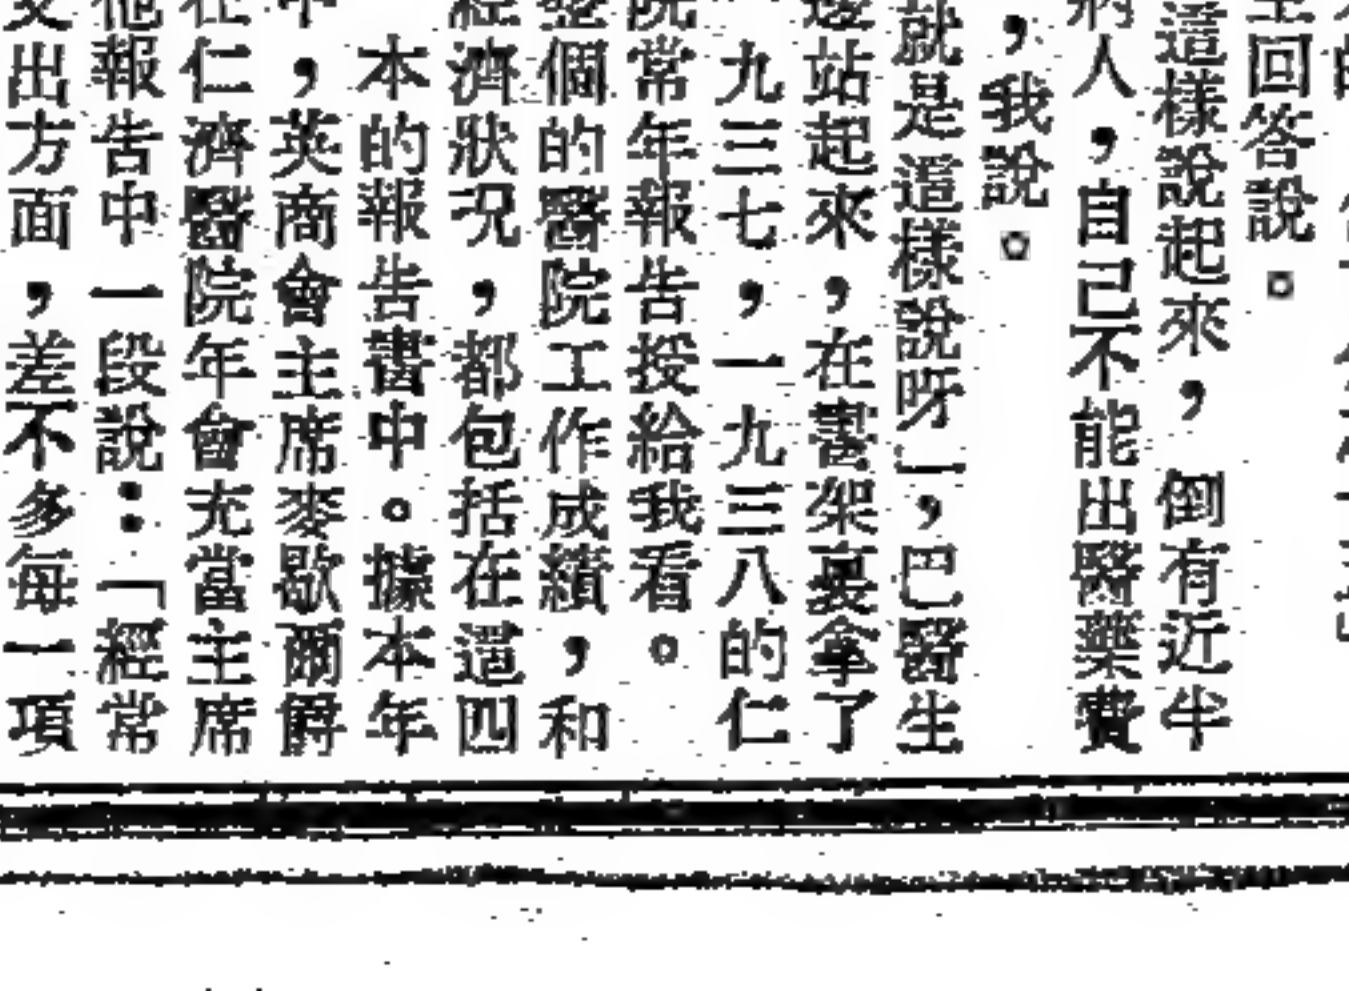 回答說。
這樣說起來，倒有近半
人，自己不能出醫藥費
，我說。
就是這樣說呀」，巴醫生
邊站起來，在書架裏拿了
九三七，一九三八的仁
院常年報告授給我看。
整個的醫院工作成績，和
經濟狀況，都包括在這四
本的報告書中。據本年
中，英商會主席麥歇爾爵
在仁濟醫院年會充當主席
他報告中一段說：「經常
支出方面，差不多每一項